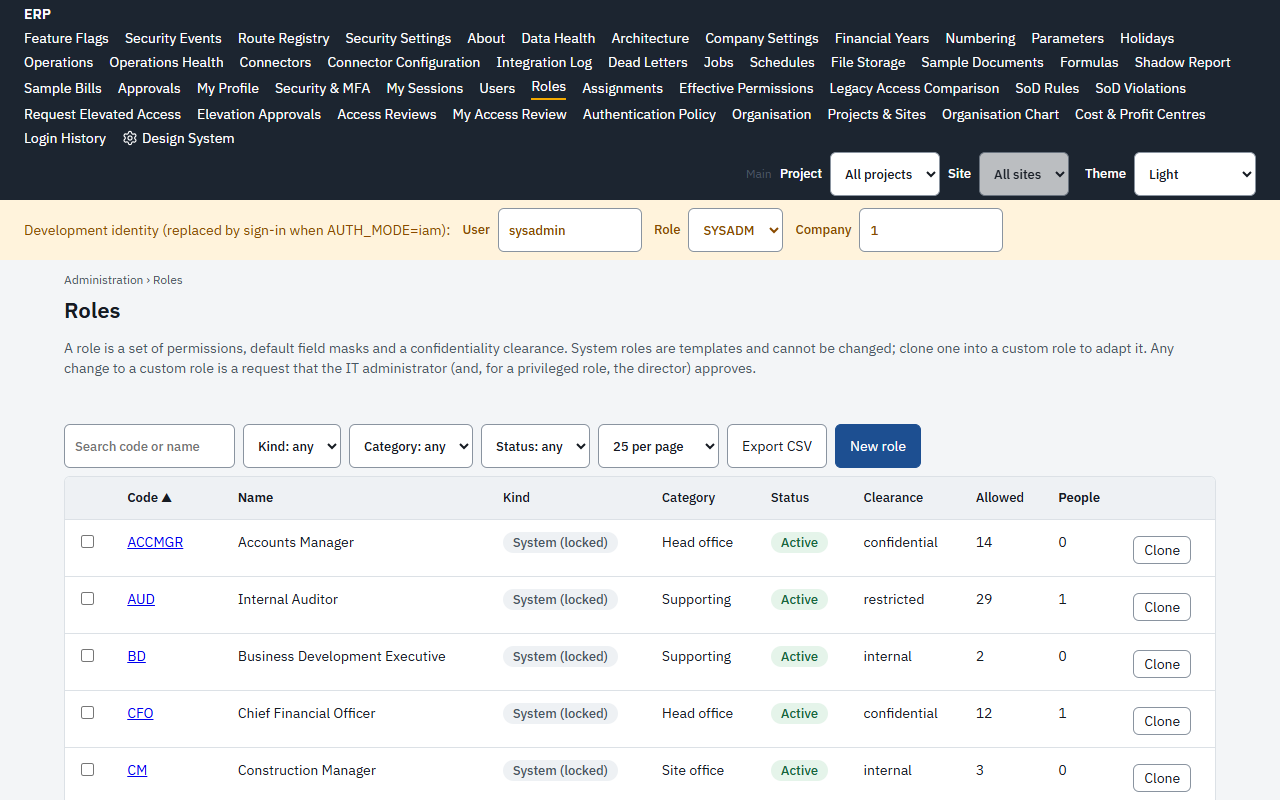 ERP
Feature Flags Security Events Route Registry Security Settings About Data Health Architecture Company Settings Financial Years Numbering Parameters Holidays
Operations Operations Health Connectors Connector Configuration Integration Log Dead Letters Jobs Schedules File Storage Sample Documents Formulas Shadow Report
Sample Bills Approvals My Profile Security & MFA My Sessions Users Roles Assignments Effective Permissions Legacy Access Comparison SoD Rules SoD Violations
Request Elevated Access Elevation Approvals Access Reviews My Access Review Authentication Policy Organisation Projects & Sites Organisation Chart Cost & Profit Centres
Login History Design System
Main Project All projects Site All sites Theme Light
Development identity (replaced by sign-in when AUTH_MODE=iam): User sysadmin Role SYSADM Company 1
Administration › Roles
Roles
A role is a set of permissions, default field masks and a confidentiality clearance. System roles are templates and cannot be changed; clone one into a custom role to adapt it. Any
change to a custom role is a request that the IT administrator (and, for a privileged role, the director) approves.
Search code or name Kind: any Category: any Status: any 25 per page Export CSV New role
Code ▲ Name Kind Category Status Clearance Allowed People
ACCMGR Accounts Manager System (locked) Head office Active confidential 14 0 Clone
AUD Internal Auditor System (locked) Supporting Active restricted 29 1 Clone
BD Business Development Executive System (locked) Supporting Active internal 2 0 Clone
CFO Chief Financial Officer System (locked) Head office Active confidential 12 1 Clone
CM Construction Manager System (locked) Site office Active internal 3 0 Clone